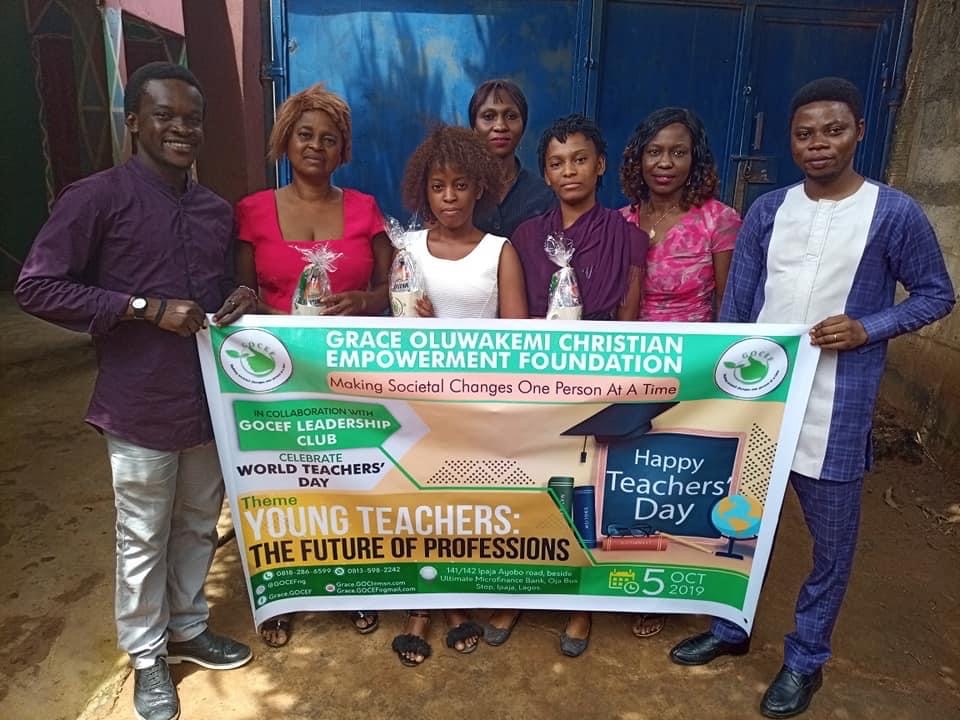 GRACE OLUWAKEMI CHRISTIAN
EMPOWERMENT FOUNDATION
Making Societal Changes One Person At A Time
GOCEF
GOCEF
IN COLLABORATION WITH
GOCEF LEADERSHIP
CLUB
CELEBRATE
WORLD TEACHERS'
DAY
Happy
Teachers'
Day
Theme
YOUNG TEACHERS:
THE FUTURE OF PROFESSIONS
0818-286-6599 0813-598-2242
@GOCEFng
Grace.GOCEF
141/142 Ipaja Ayobo road, beside
Ultimate Microfinance Bank, Oja Bus
Stop, Ipaja, Lagos
5 OCT
2019